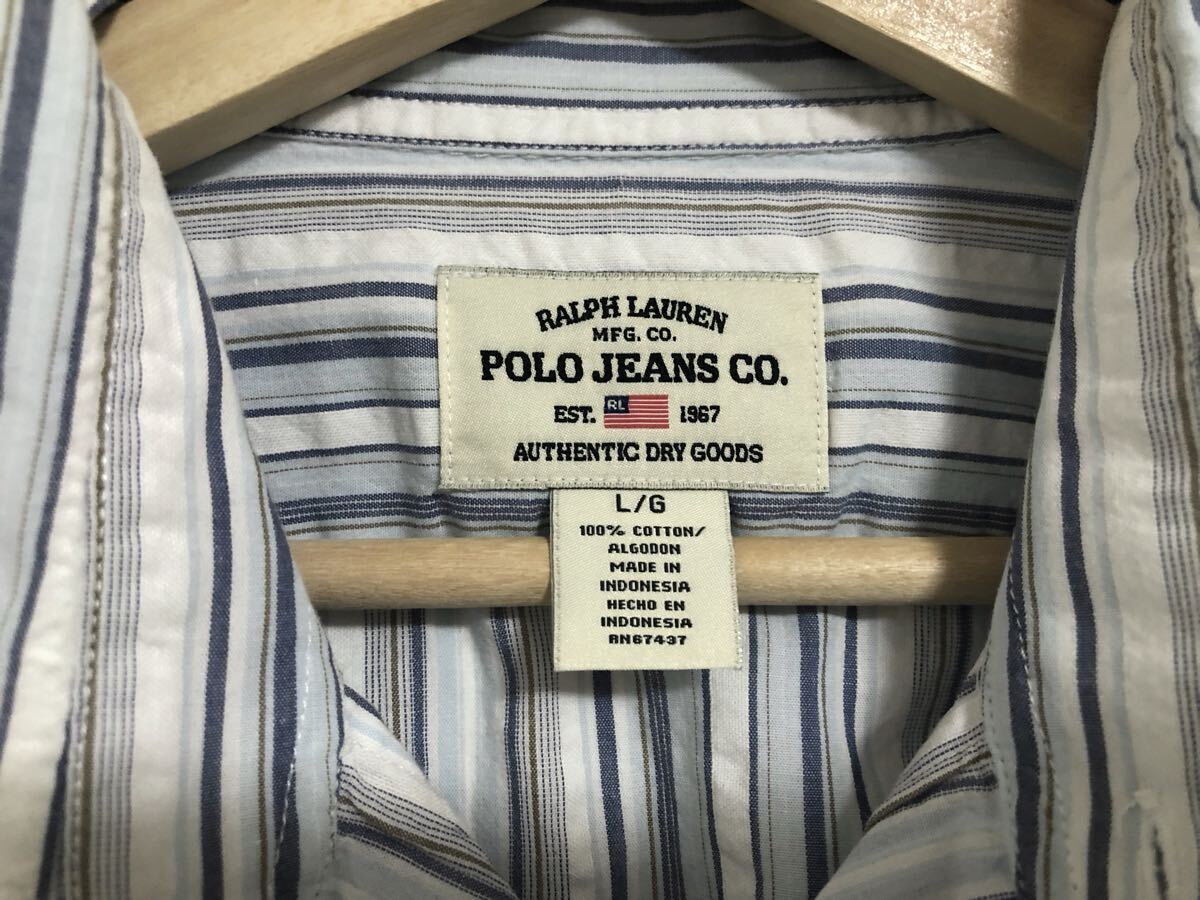 RALPH LAUREN
MFG. CO.
POLO JEANS CO.
EST. RL 1967
AUTHENTIC DRY GOODS
L/G
100% COTTON/
ALGODON
MADE IN
INDONESIA
HECHO EN
INDONESIA
RN67437